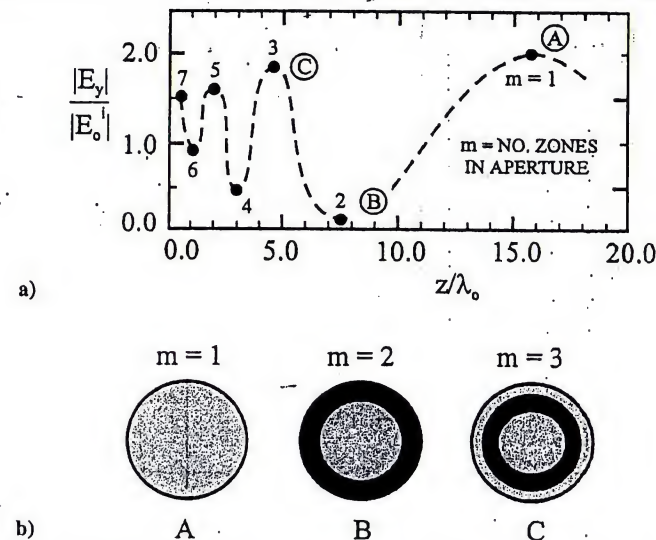 2.0
1.0
0.0
|E_y|
|E_o^i|
7
6
5
4
3
C
2
B
A
m = 1
m = NO. ZONES
IN APERTURE
0.0 5.0 10.0 15.0 20.0
z/λ_o
a)
m = 1 m = 2 m = 3
b) A B C